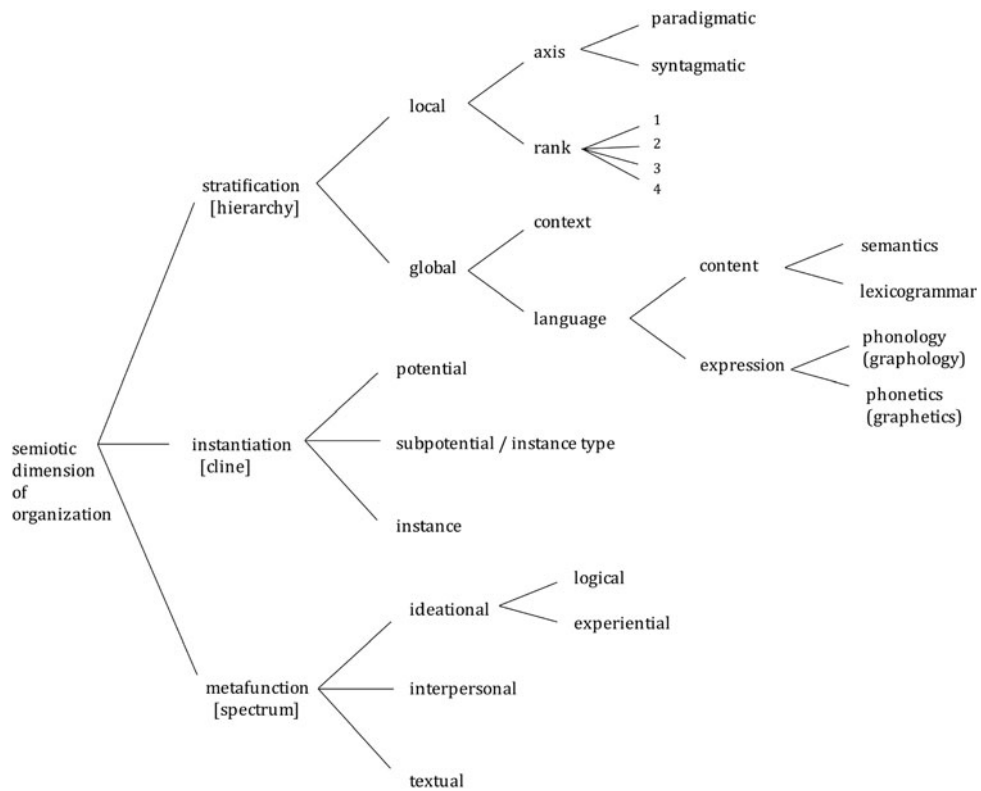 paradigmatic
axis
syntagmatic
local
1
rank
2
3
4
stratification
[hierarchy]
context
global
semantics
content
language
lexicogrammar
phonology
(graphology)
expression
phonetics
(graphetics)
potential
semiotic
dimension
of
organization
instantiation
[cline]
subpotential / instance type
instance
logical
ideational
experiential
metafunction
[spectrum]
interpersonal
textual